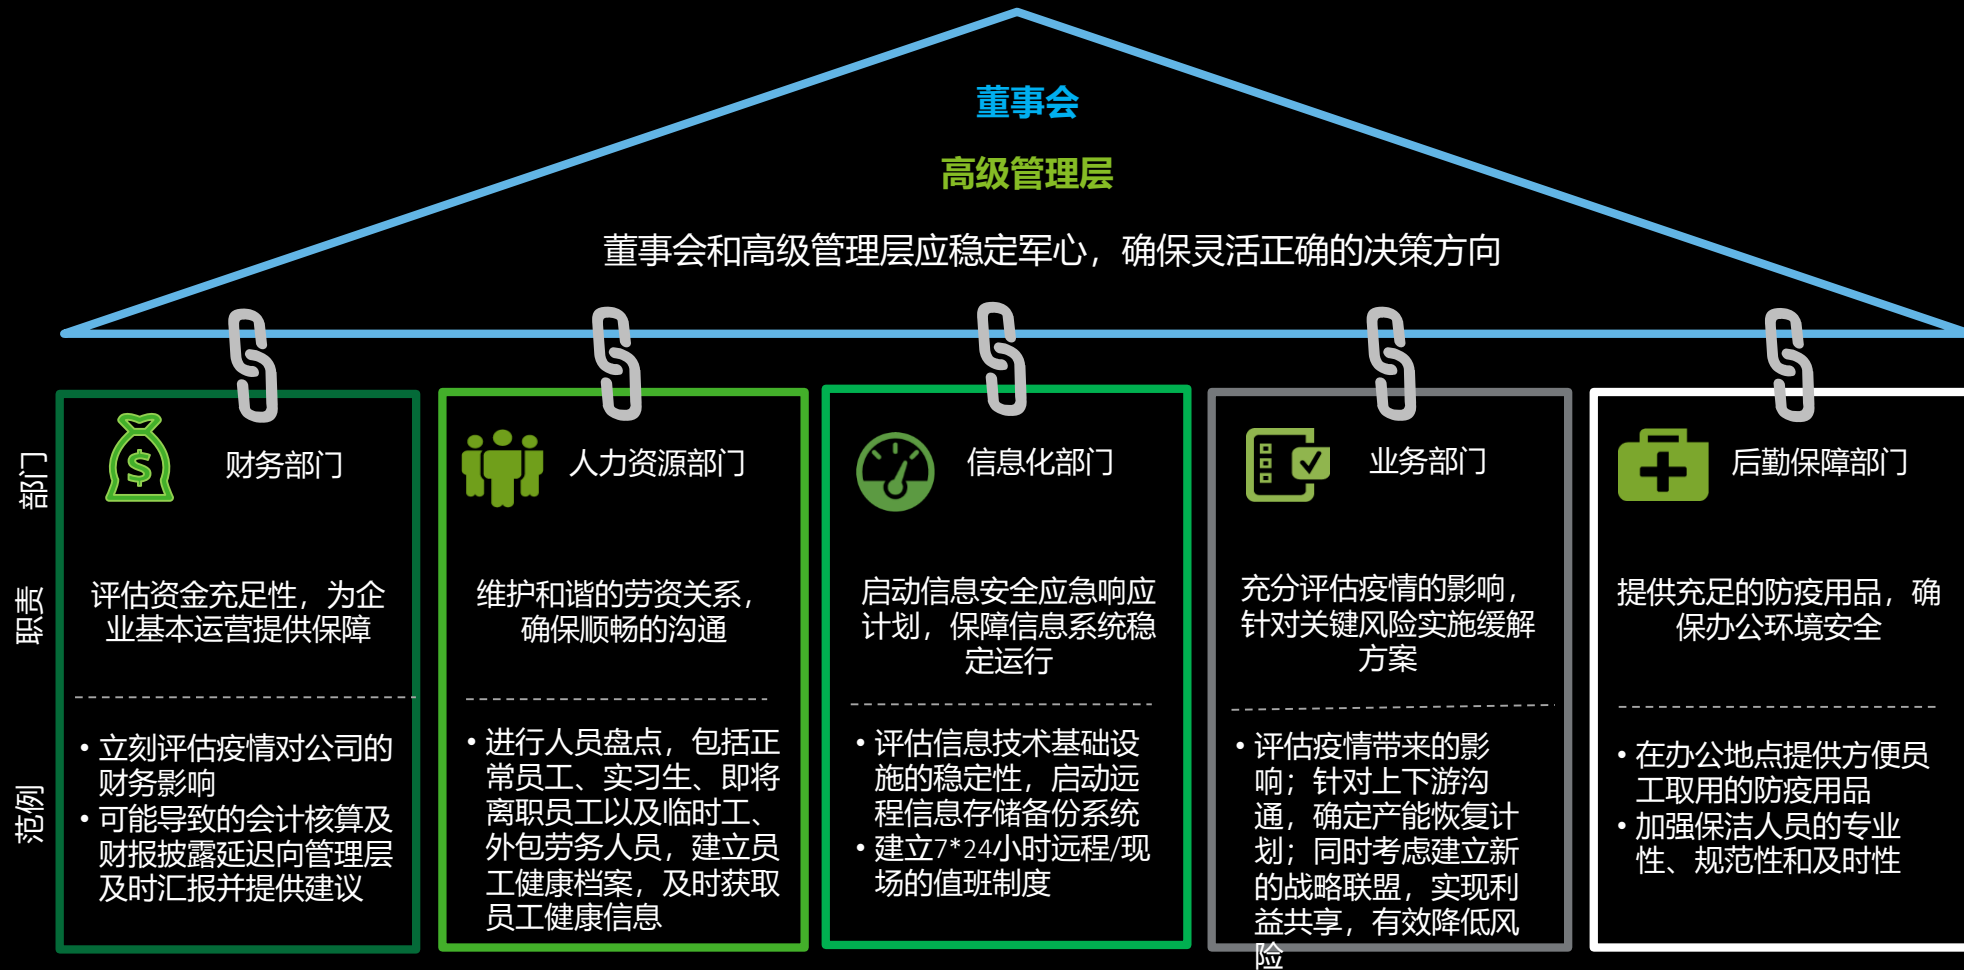 董事会
高级管理层
董事会和高级管理层应稳定军心，确保灵活正确的决策方向
部门
财务部门
人力资源部门
信息化部门
业务部门
后勤保障部门
职责
评估资金充足性，为企
业基本运营提供保障
维护和谐的劳资关系，
确保顺畅的沟通
启动信息安全应急响应
计划，保障信息系统稳
定运行
充分评估疫情的影响，
针对关键风险实施缓解
方案
提供充足的防疫用品，确
保办公环境安全
范例
• 立刻评估疫情对公司的
财务影响
• 可能导致的会计核算及
财报披露延迟向管理层
及时汇报并提供建议
• 进行人员盘点，包括正
常员工、实习生、即将
离职员工以及临时工、
外包劳务人员，建立员
工健康档案，及时获取
员工健康信息
• 评估信息技术基础设
施的稳定性，启动远
程信息存储备份系统
• 建立7*24小时远程/现
场的值班制度
• 评估疫情带来的影
响；针对上下游沟
通，确定产能恢复计
划；同时考虑建立新
的战略联盟，实现利
益共享，有效降低风
险
• 在办公地点提供方便员
工取用的防疫用品
• 加强保洁人员的专业
性、规范性和及时性